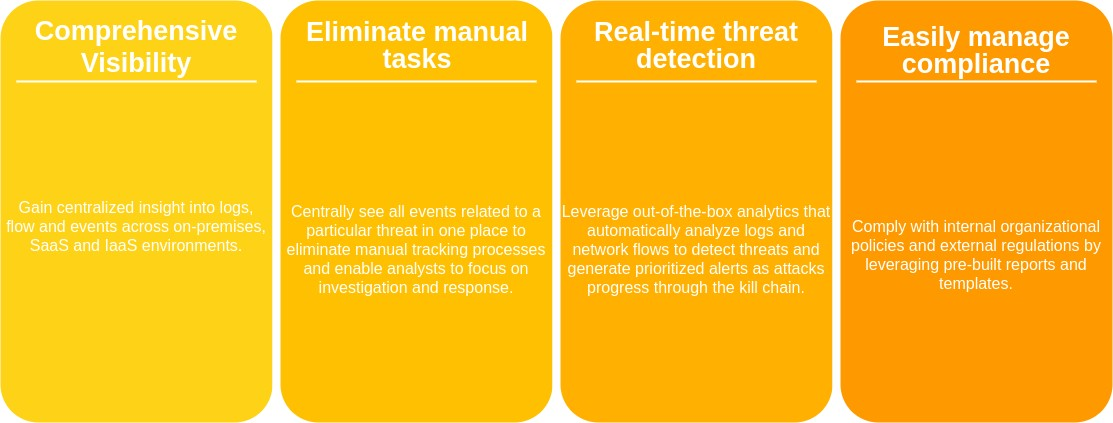 Comprehensive
Visibility
Gain centralized insight into logs,
flow and events across on-premises,
SaaS and IaaS environments.
Eliminate manual
tasks
Centrally see all events related to a
particular threat in one place to
eliminate manual tracking processes
and enable analysts to focus on
investigation and response.
Real-time threat
detection
Leverage out-of-the-box analytics that
automatically analyze logs and
network flows to detect threats and
generate prioritized alerts as attacks
progress through the kill chain.
Easily manage
compliance
Comply with internal organizational
policies and external regulations by
leveraging pre-built reports and
templates.